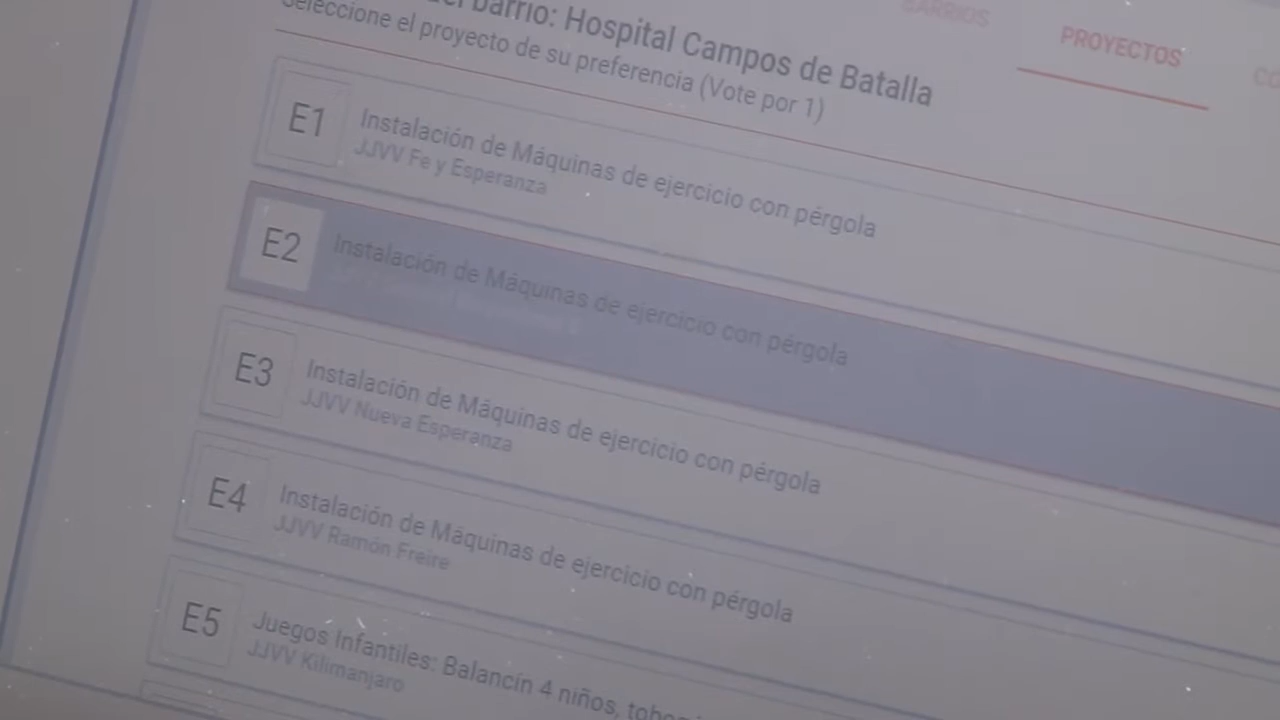 BARRIOS
PROYECTOS
barrio: Hospital Campos de Batalla
Seleccione el proyecto de su preferencia (Vote por 1)
E1
Instalación de Máquinas de ejercicio con pérgola
JJVV Fe y Esperanza
E2
Instalación de Máquinas de ejercicio con pérgola
E3
Instalación de Máquinas de ejercicio con pérgola
JJVV Nueva Esperanza
E4
Instalación de Máquinas de ejercicio con pérgola
JJVV Ramón Freire
E5
Juegos Infantiles: Balancín 4 niños,
JJVV Kilimanjaro